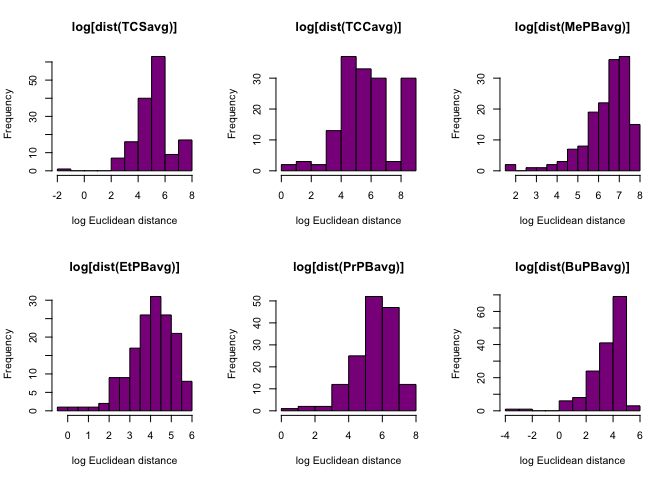 log[dist(TCSavg)]
Frequency
0 10 30 50
-2 0 2 4 6 8
log Euclidean distance
log[dist(TCCavg)]
Frequency
0 10 20 30
0 2 4 6 8
log Euclidean distance
log[dist(MePBavg)]
Frequency
0 10 20 30
2 3 4 5 6 7 8
log Euclidean distance
log[dist(EtPBavg)]
Frequency
0 5 10 20 30
0 1 2 3 4 5 6
log Euclidean distance
log[dist(PrPBavg)]
Frequency
0 10 20 30 40 50
0 2 4 6 8
log Euclidean distance
log[dist(BuPBavg)]
Frequency
0 20 40 60
-4 -2 0 2 4 6
log Euclidean distance